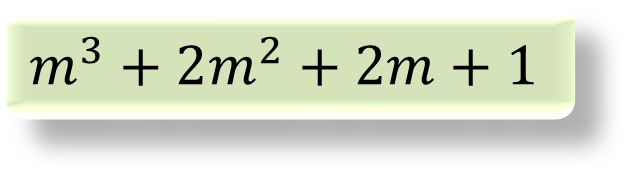 m³ + 2m² + 2m + 1